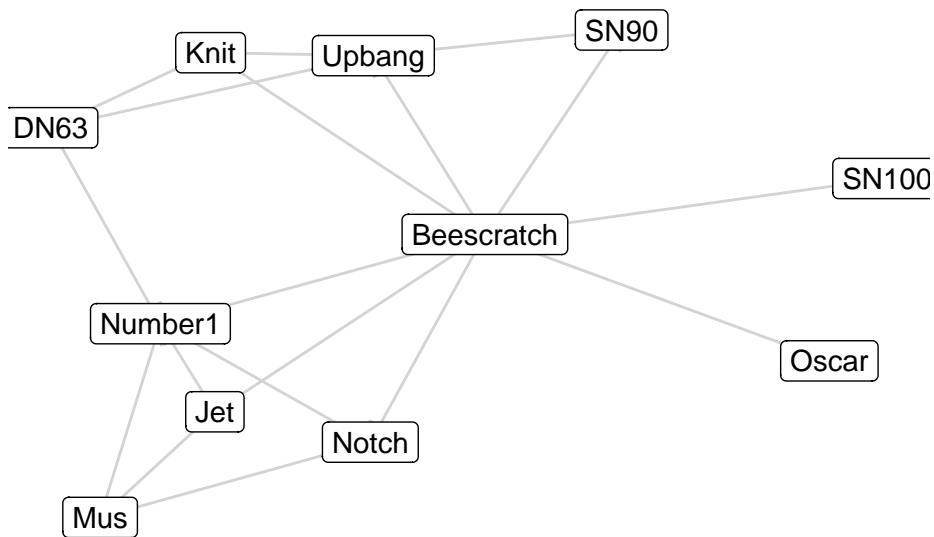 SN90
Knit
Upbang
DN63
SN100
Beescratch
Number1
Oscar
Jet
Notch
Mus